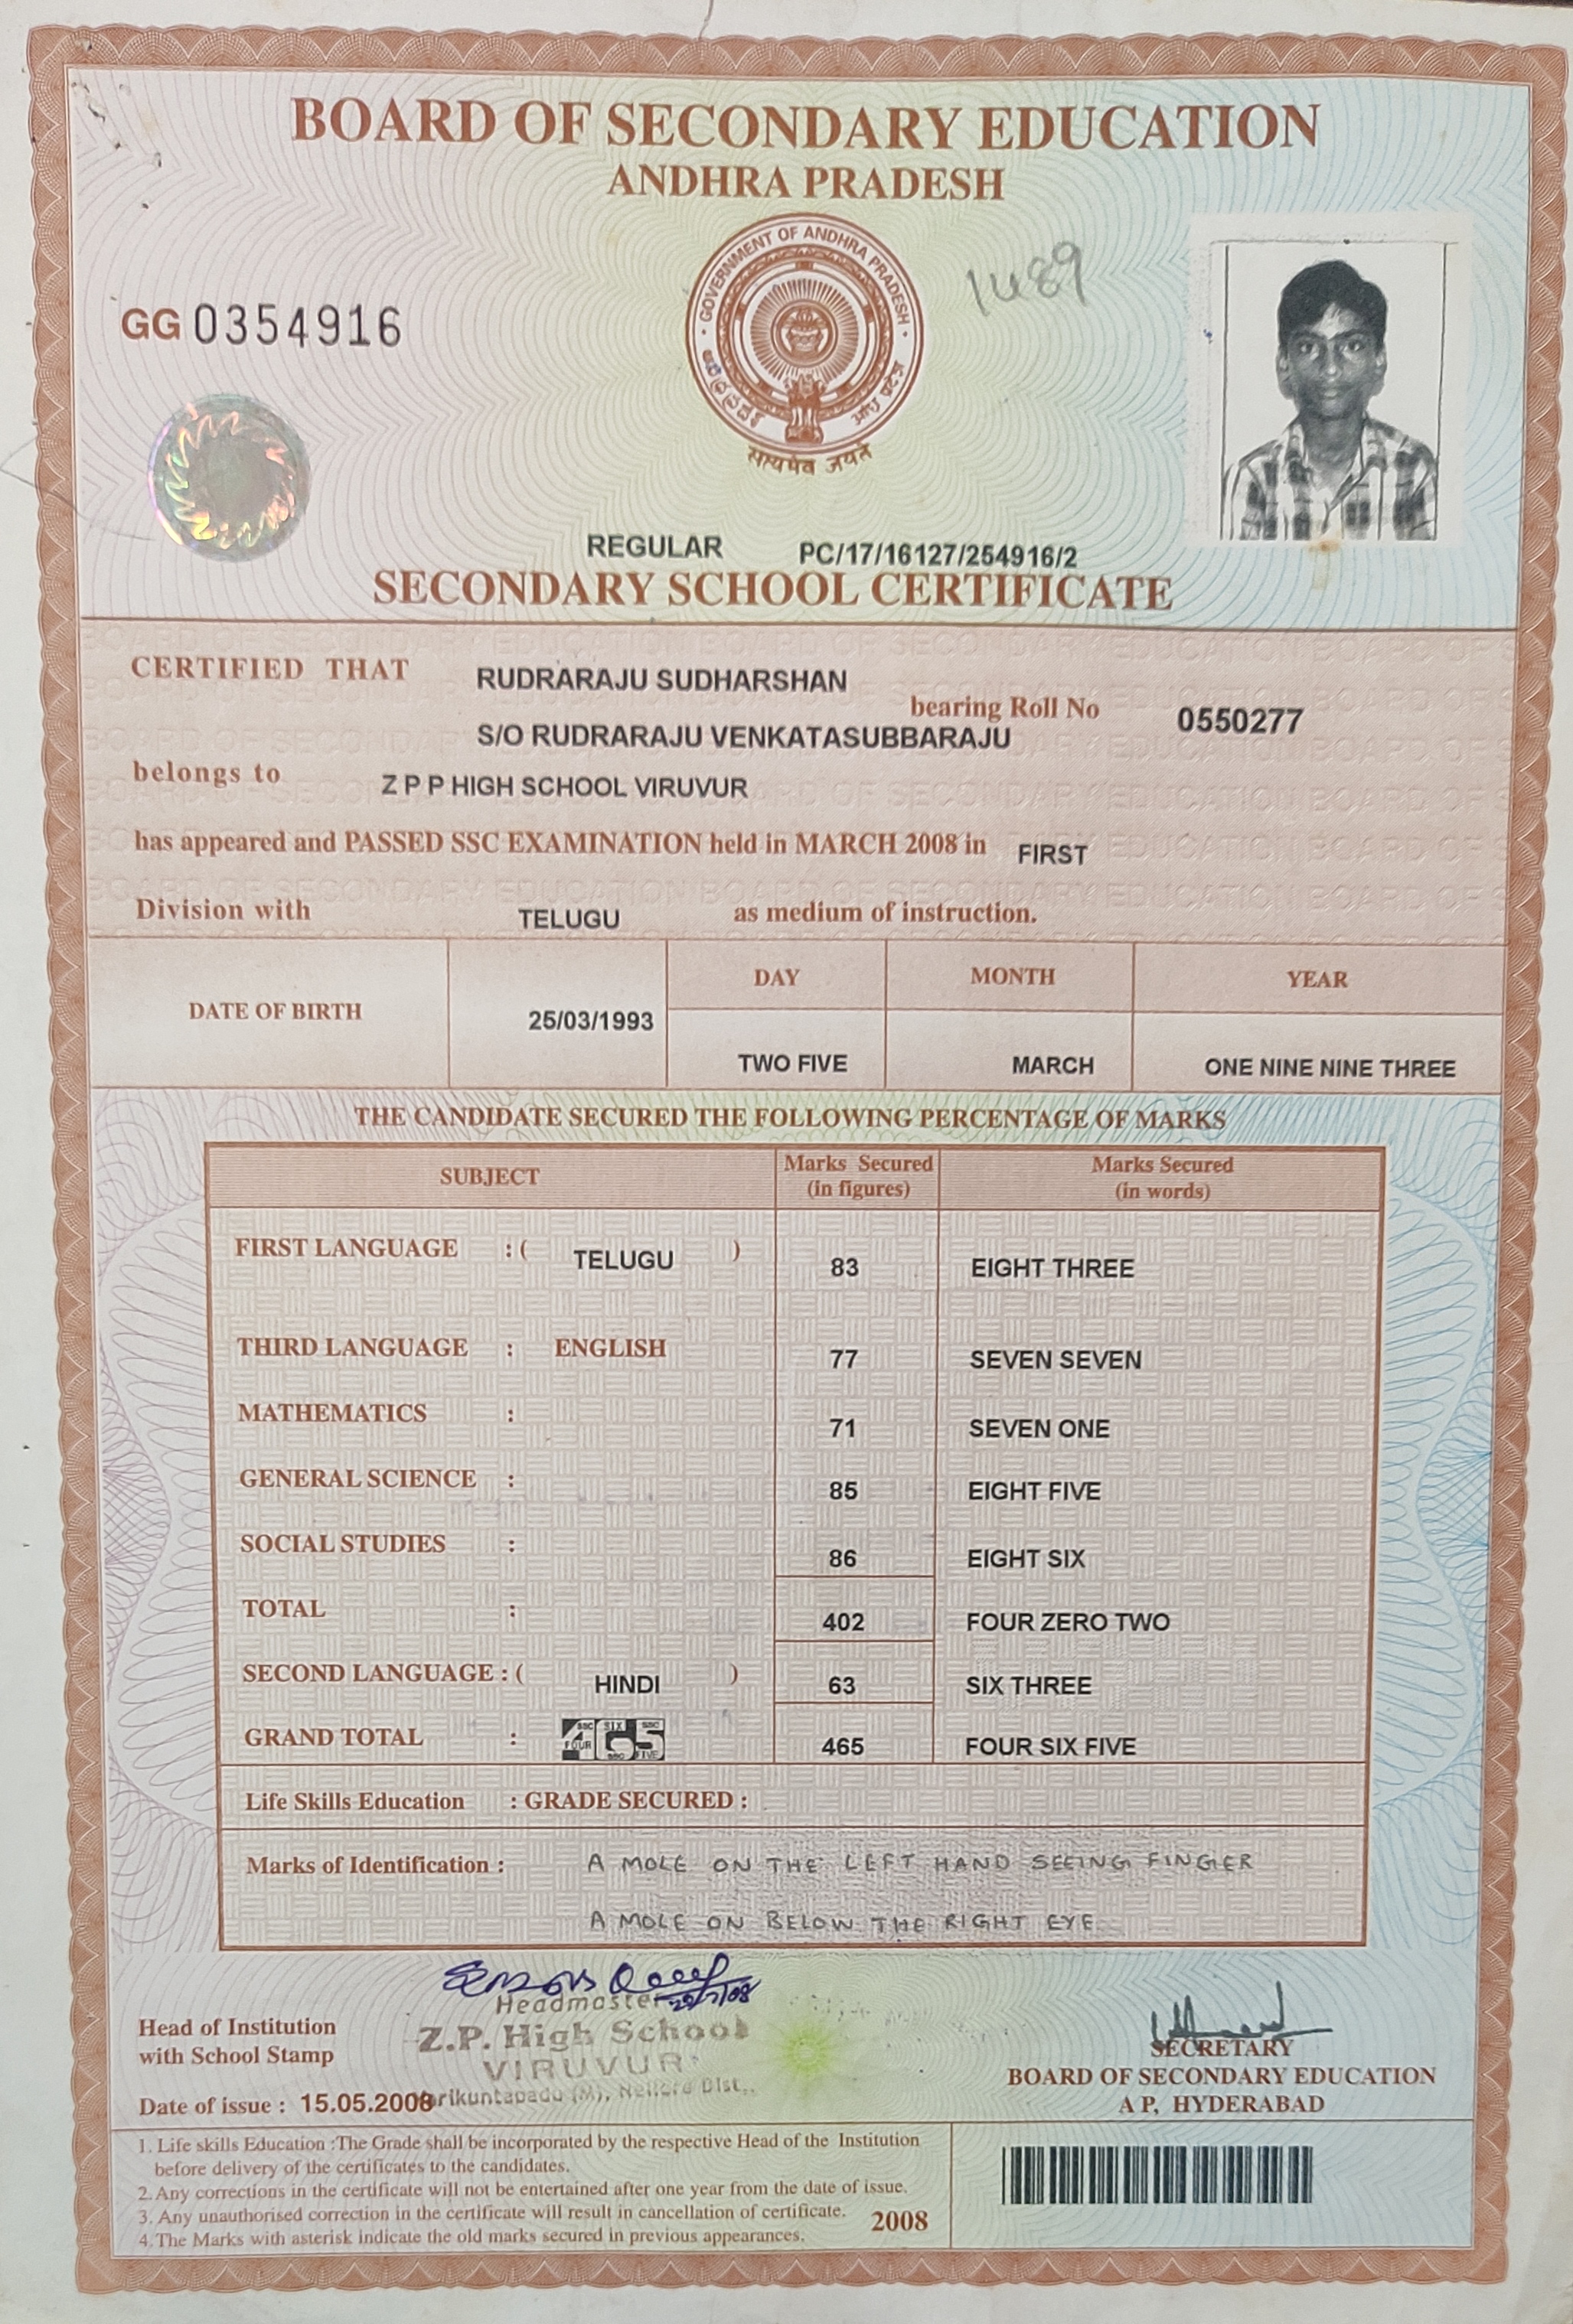 BOARD OF SECONDARY EDUCATION
ANDHRA PRADESH
GOVERNMENT OF ANDHRA PRADESH
ఆంధ్రప్రదేశ్
आंध्र प्रदेश
सत्यमेव जयते
1489
GG 0354916
REGULAR PC/17/16127/254916/2
SECONDARY SCHOOL CERTIFICATE
CERTIFIED THAT RUDRARAJU SUDHARSHAN
bearing Roll No 0550277
S/O RUDRARAJU VENKATASUBBARAJU
belongs to Z P P HIGH SCHOOL VIRUVUR
has appeared and PASSED SSC EXAMINATION held in MARCH 2008 in FIRST
Division with TELUGU as medium of instruction.
DATE OF BIRTH 25/03/1993 DAY MONTH YEAR
TWO FIVE MARCH ONE NINE NINE THREE
THE CANDIDATE SECURED THE FOLLOWING PERCENTAGE OF MARKS
SUBJECT Marks Secured (in figures) Marks Secured (in words)
FIRST LANGUAGE : ( TELUGU ) 83 EIGHT THREE
THIRD LANGUAGE : ENGLISH 77 SEVEN SEVEN
MATHEMATICS : 71 SEVEN ONE
GENERAL SCIENCE : 85 EIGHT FIVE
SOCIAL STUDIES : 86 EIGHT SIX
TOTAL : 402 FOUR ZERO TWO
SECOND LANGUAGE : ( HINDI ) 63 SIX THREE
GRAND TOTAL : 465 465 FOUR SIX FIVE
Life Skills Education : GRADE SECURED :
Marks of Identification : A MOLE ON THE LEFT HAND SEEING FINGER
A MOLE ON BELOW THE RIGHT EYE
Headmaster
Z.P. High School
VIRUVUR
Head of Institution
with School Stamp
Date of issue : 15.05.2008 (M), Nellore Dist.,
SECRETARY
BOARD OF SECONDARY EDUCATION
A P, HYDERABAD
1. Life skills Education :The Grade shall be incorporated by the respective Head of the Institution
before delivery of the certificates to the candidates.
2. Any corrections in the certificate will not be entertained after one year from the date of issue.
3. Any unauthorised correction in the certificate will result in cancellation of certificate.
4. The Marks with asterisk indicate the old marks secured in previous appearances.
2008